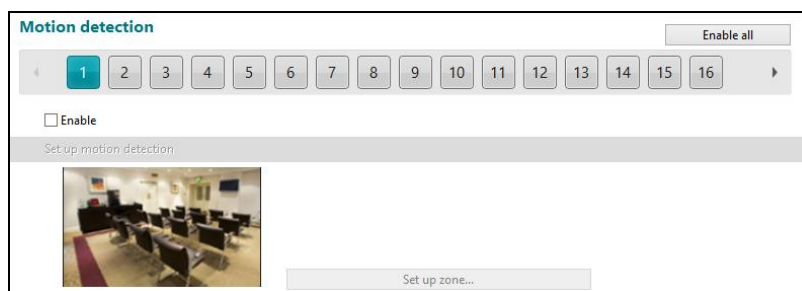 Motion detection
Enable all
1 2 3 4 5 6 7 8 9 10 11 12 13 14 15 16
Enable
Set up motion detection
Set up zone...